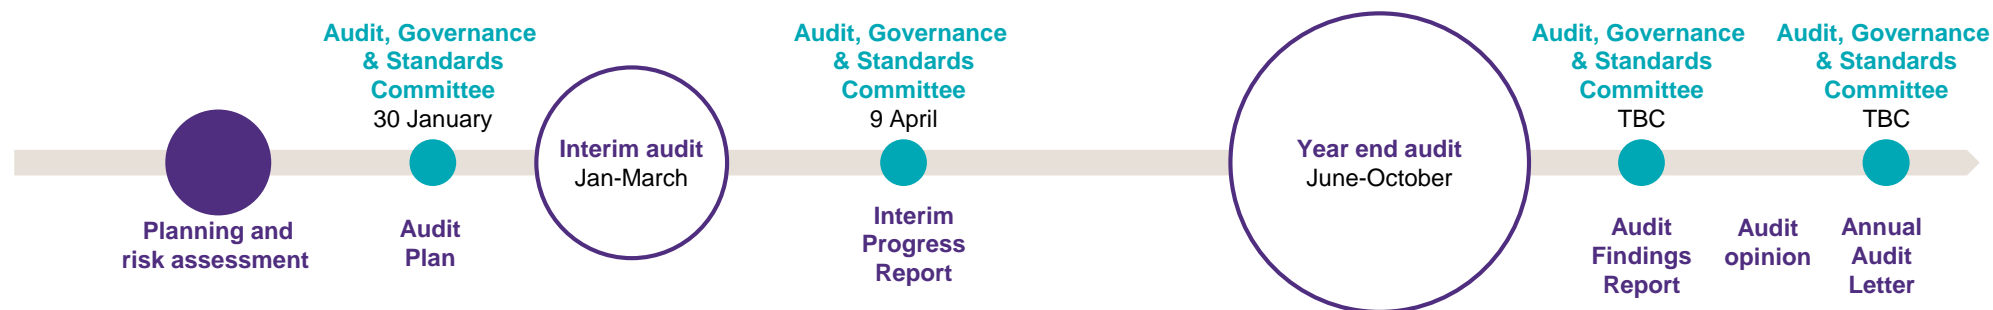 Planning and
risk assessment
Audit, Governance
& Standards
Committee
30 January
Audit
Plan
Interim audit
Jan-March
Audit, Governance
& Standards
Committee
9 April
Interim
Progress
Report
Year end audit
June-October
Audit, Governance
& Standards
Committee
TBC
Audit
Findings
Report
Audit
opinion
Audit, Governance
& Standards
Committee
TBC
Annual
Audit
Letter